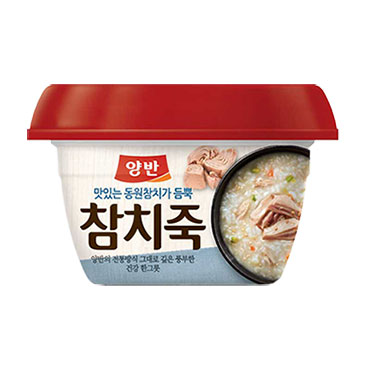 양반
맛있는 동원참치가 듬뿍
참치죽
양반의 전통방식 그대로 깊은 풍부한
건강 한그릇